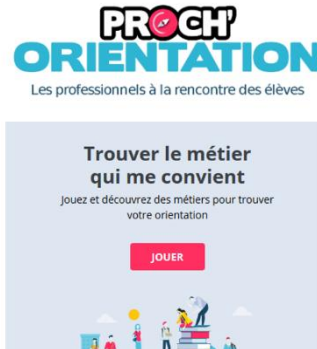 PROCH'
ORIENTATION
Les professionnels à la rencontre des élèves
Trouver le métier
qui me convient
Jouez et découvrez des métiers pour trouver
votre orientation
JOUER